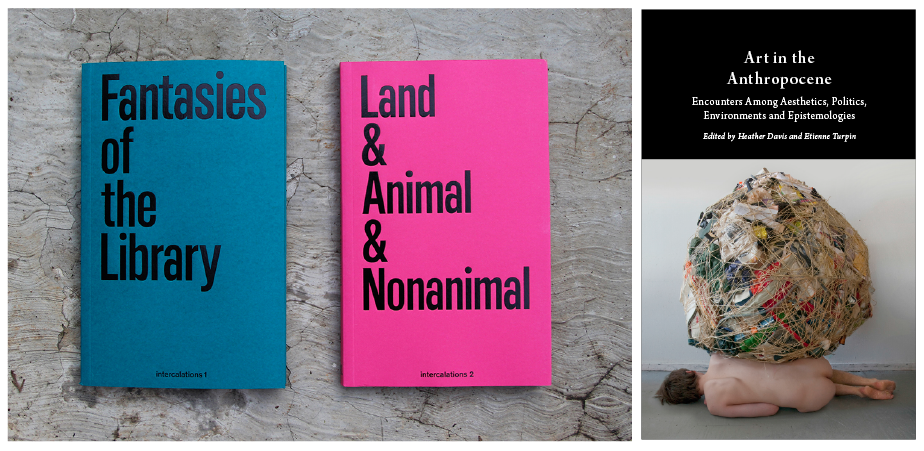 Fantasies
of
the
Library
intercalations 1
Land
&
Animal
&
Nonanimal
intercalations 2
Art in the
Anthropocene
Encounters Among Aesthetics, Politics,
Environments and Epistemologies
Edited by Heather Davis and Etienne Turpin